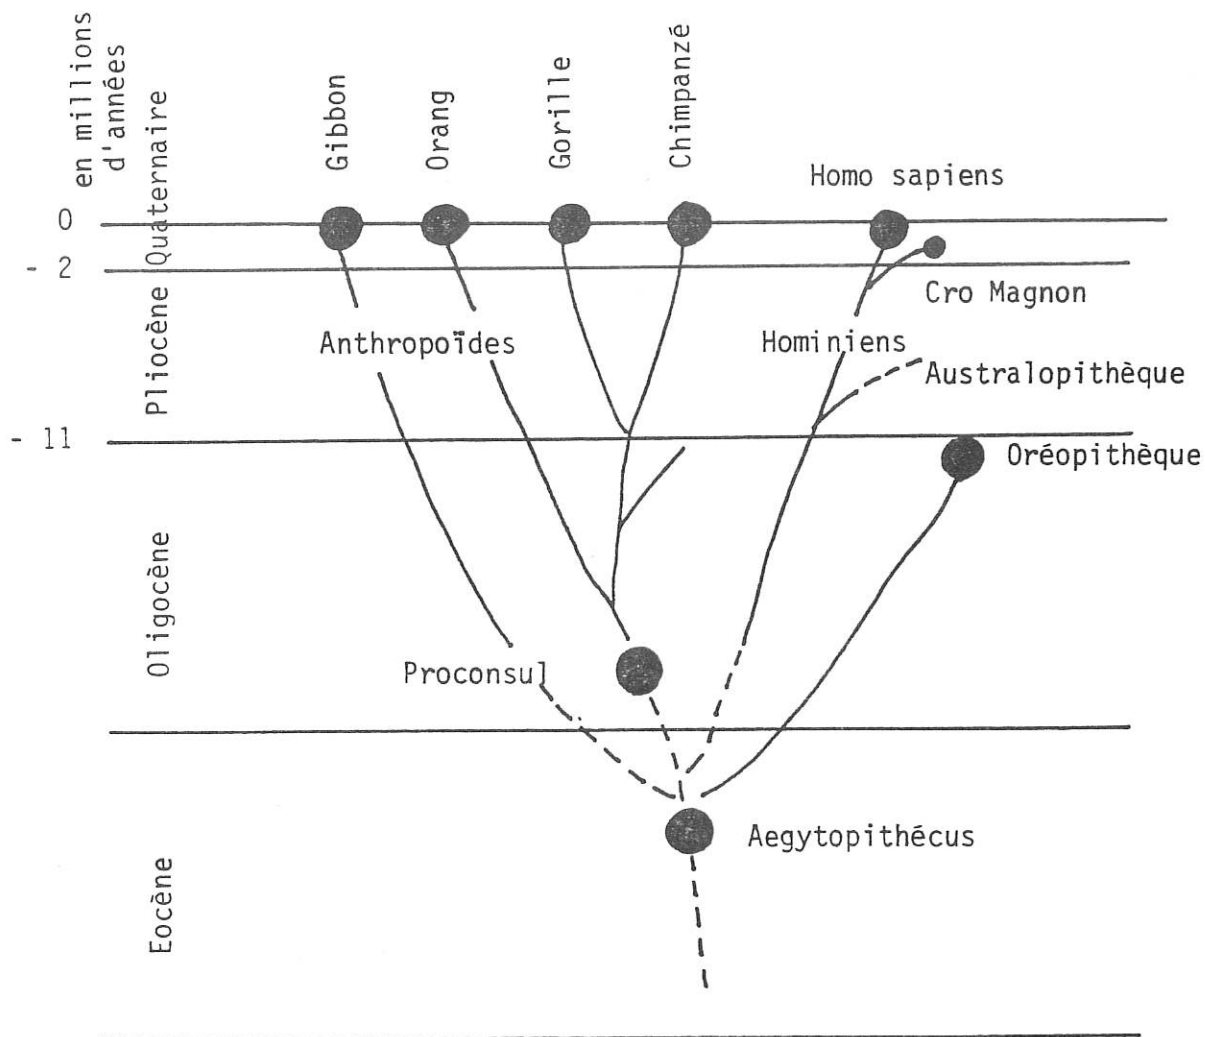 en millions
d'années
Quaternaire
Gibbon
Orang
Gorille
Chimpanzé
Homo sapiens
0
- 2
Cro Magnon
Pliocène
Anthropoïdes
Hominiens
Australopithèque
- 11
Oréopithèque
Oligocène
Proconsul
Aegytopithécus
Eocène